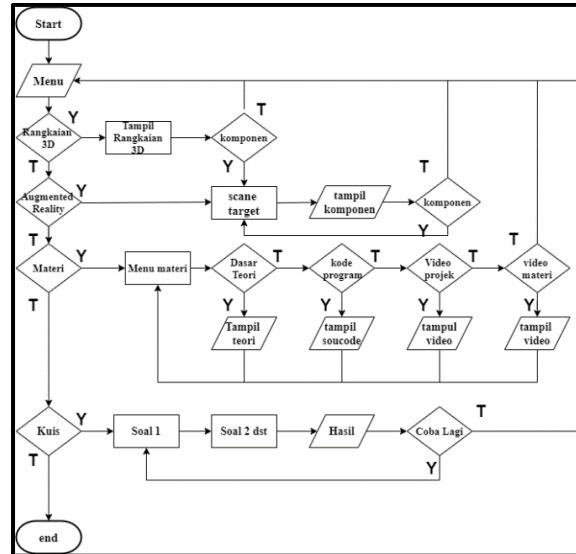 Start
Menu
T
T
Y
Rangkaian
3D
Tampil
Rangkaian
3D
komponen
T
Y
T
Augmented
Reality
Y
scane
target
tampil
komponen
komponen
Y
T
Materi
Y
Menu materi
Dasar
Teori
T
kode
program
T
Video
projek
T
video
materi
T
T
Y
Y
Y
Y
Tampil
teori
tampil
soucode
tampul
video
tampil
video
Kuis
Y
Soal 1
Soal 2 dst
Hasil
Coba Lagi
T
T
Y
end